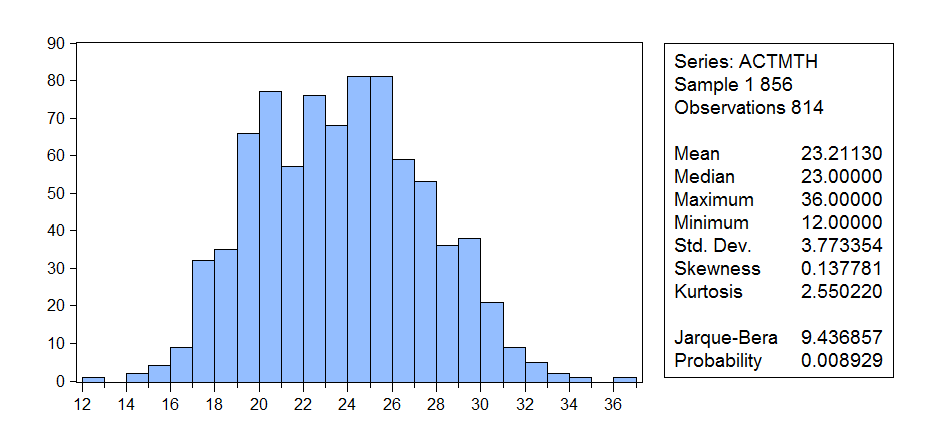 90
80
70
60
50
40
30
20
10
0
12 14 16 18 20 22 24 26 28 30 32 34 36
Series: ACTMTH
Sample 1 856
Observations 814
Mean 23.21130
Median 23.00000
Maximum 36.00000
Minimum 12.00000
Std. Dev. 3.773354
Skewness 0.137781
Kurtosis 2.550220
Jarque-Bera 9.436857
Probability 0.008929